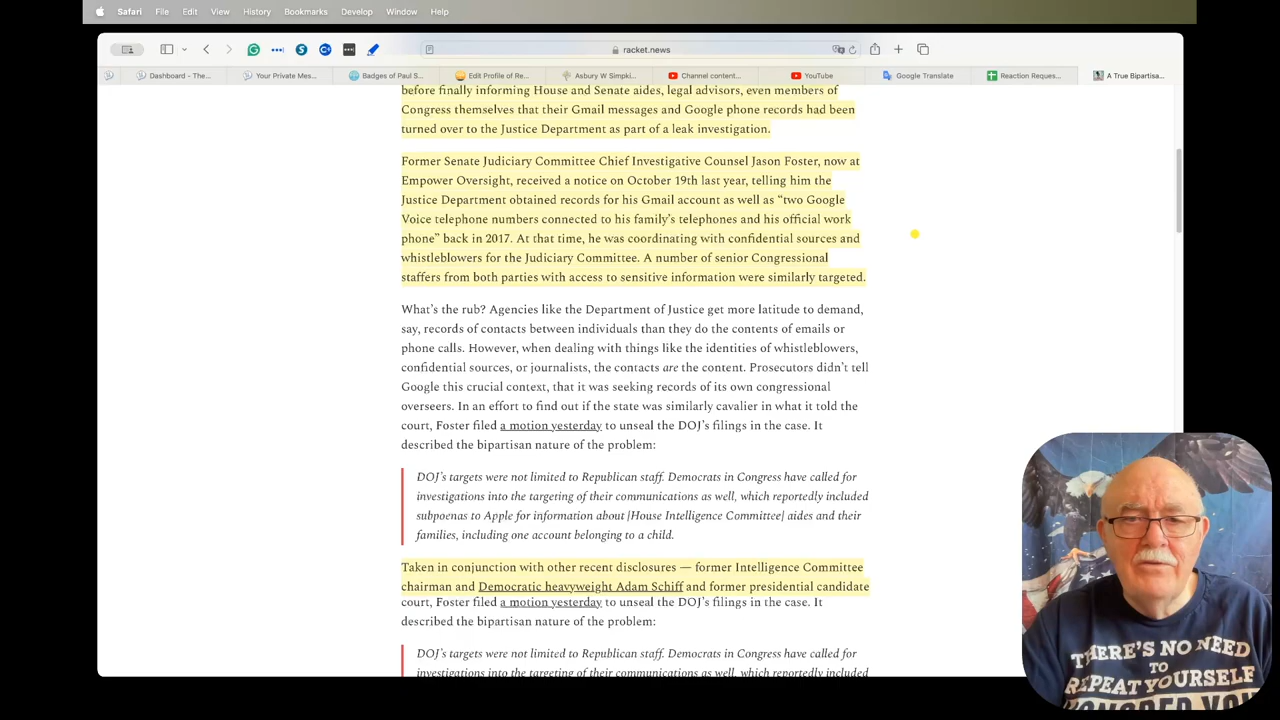 Safari File Edit View History Bookmarks Develop Window Help
racket.news
Dashboard - The...
Your Private Mes...
Badges of Paul S...
Edit Profile of Re...
Asbury W Simpki...
Channel content...
YouTube
Google Translate
Reaction Reques...
A True Bipartisa...
before finally informing House and Senate aides, legal advisors, even members of
Congress themselves that their Gmail messages and Google phone records had been
turned over to the Justice Department as part of a leak investigation.
Former Senate Judiciary Committee Chief Investigative Counsel Jason Foster, now at
Empower Oversight, received a notice on October 19th last year, telling him the
Justice Department obtained records for his Gmail account as well as “two Google
Voice telephone numbers connected to his family’s telephones and his official work
phone” back in 2017. At that time, he was coordinating with confidential sources and
whistleblowers for the Judiciary Committee. A number of senior Congressional
staffers from both parties with access to sensitive information were similarly targeted.
What’s the rub? Agencies like the Department of Justice get more latitude to demand,
say, records of contacts between individuals than they do the contents of emails or
phone calls. However, when dealing with things like the identities of whistleblowers,
confidential sources, or journalists, the contacts are the content. Prosecutors didn’t tell
Google this crucial context, that it was seeking records of its own congressional
overseers. In an effort to find out if the state was similarly cavalier in what it told the
court, Foster filed a motion yesterday to unseal the DOJ’s filings in the case. It
described the bipartisan nature of the problem:
DOJ’s targets were not limited to Republican staff. Democrats in Congress have called for
investigations into the targeting of their communications as well, which reportedly included
subpoenas to Apple for information about [House Intelligence Committee] aides and their
families, including one account belonging to a child.
Taken in conjunction with other recent disclosures — former Intelligence Committee
chairman and Democratic heavyweight Adam Schiff and former presidential candidate
court, Foster filed a motion yesterday to unseal the DOJ’s filings in the case. It
described the bipartisan nature of the problem:
DOJ’s targets were not limited to Republican staff. Democrats in Congress have called for
investigations into the targeting of their communications as well, which reportedly included
THERE'S NO NEED
TO
REPEAT YOURSELF